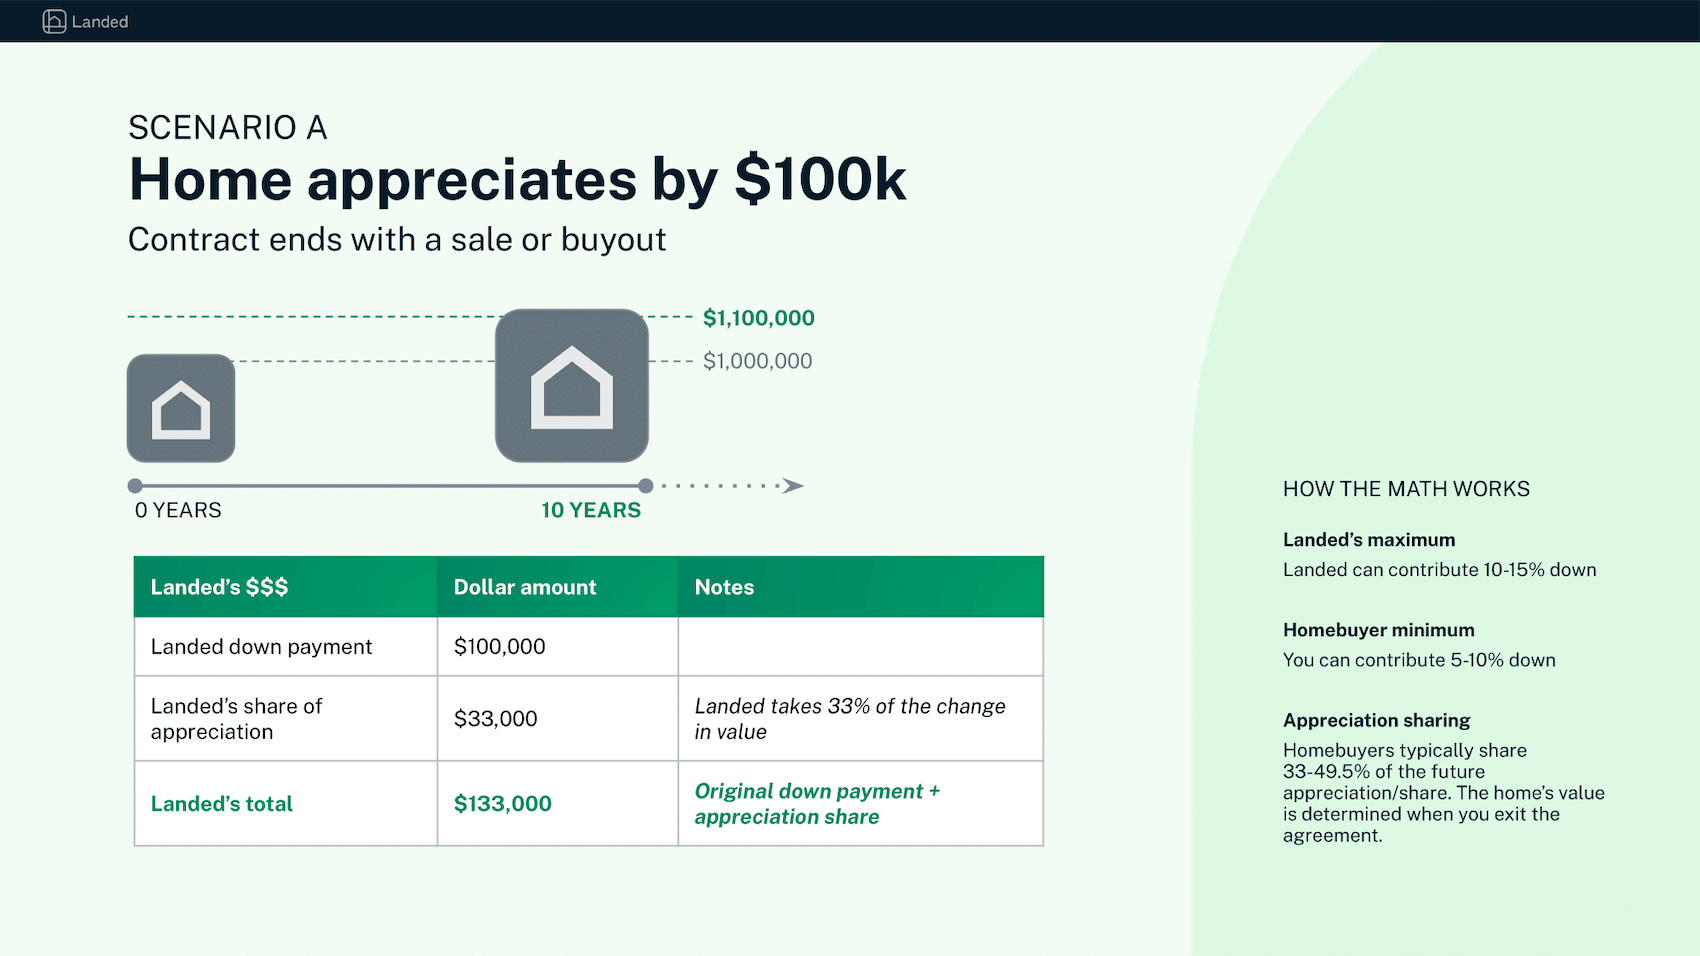 Landed
SCENARIO A
Home appreciates by $100k
Contract ends with a sale or buyout
$1,100,000
$1,000,000
0 YEARS
10 YEARS
Landed's $$$
Dollar amount
Notes
Landed down payment
$100,000
Landed's share of
appreciation
$33,000
Landed takes 33% of the change
in value
Landed's total
$133,000
Original down payment +
appreciation share
HOW THE MATH WORKS
Landed's maximum
Landed can contribute 10-15% down
Homebuyer minimum
You can contribute 5-10% down
Appreciation sharing
Homebuyers typically share
33-49.5% of the future
appreciation/share. The home's value
is determined when you exit the
agreement.